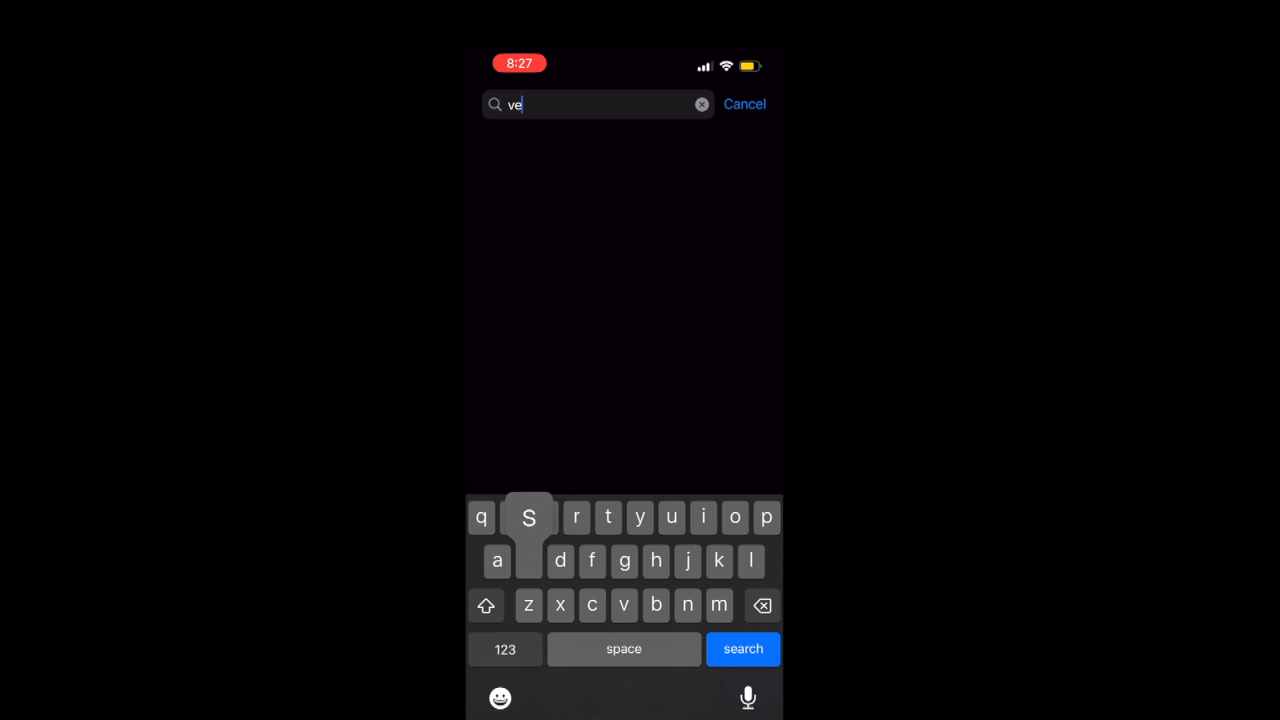 8:27
ve
Cancel
q S r t y u i o p
a d f g h j k l
z x c v b n m
123 space search